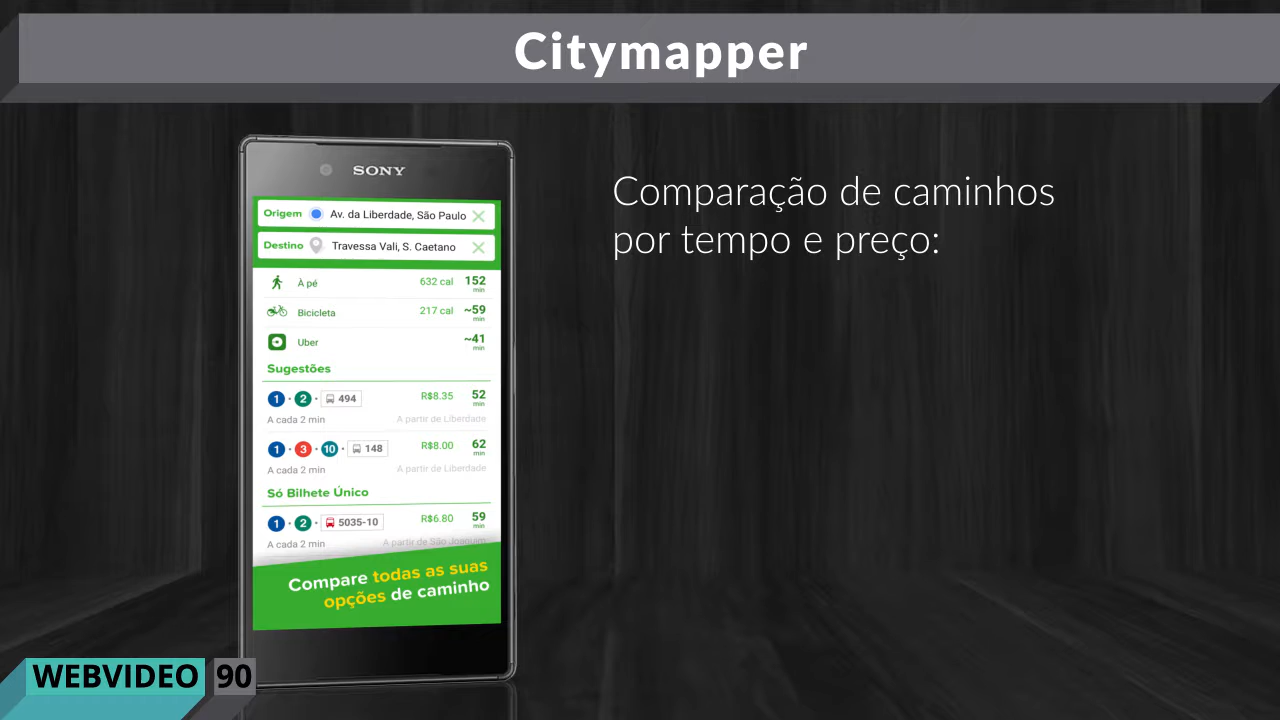 Citymapper
SONY
Origem Av. da Liberdade, São Paulo
Destino Travessa Vali, S. Caetano
À pé 632 cal 152 min
Bicicleta 217 cal ~59 min
Uber ~41 min
Sugestões
1 · 2 · 494 R$8.35 52 min
A cada 2 min A partir de Liberdade
1 · 3 · 10 · 148 R$8.00 62 min
A cada 2 min A partir de Liberdade
Só Bilhete Único
1 · 2 · 5035-10 R$6.80 59 min
A cada 2 min A partir de São Joaquim
Compare todas as suas
opções de caminho
Comparação de caminhos
por tempo e preço:
WEBVIDEO 90